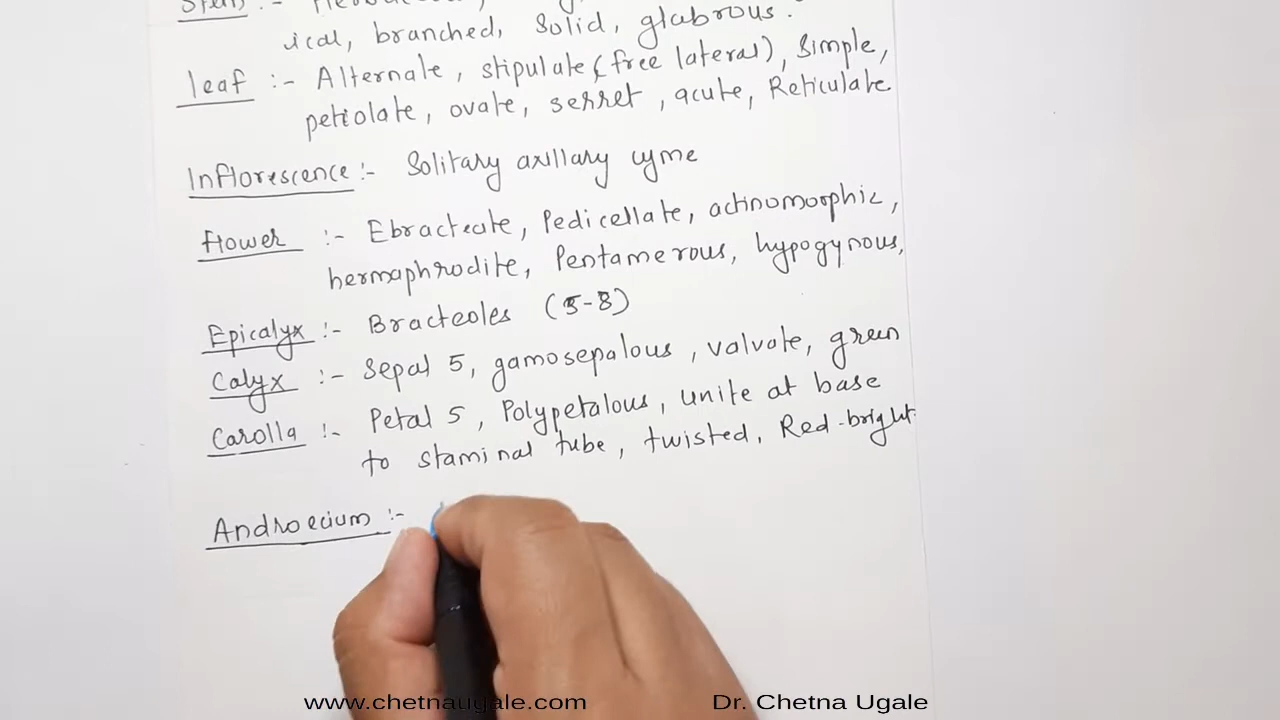 Stem :-
ical, branched, Solid, glabrous.
leaf :- Alternate, stipulate (free lateral), Simple,
petiolate, ovate, serret, acute, Reticulate
Inflorescence :- Solitary axillary cyme
flower :- Ebracteate, Pedicellate, actinomorphic,
hermaphrodite, Pentamerous, hypogynous,
Epicalyx :- Bracteoles (5-8)
Calyx :- Sepal 5, gamosepalous, valvate, green
Carolla :- Petal 5, Polypetalous, unite at base
to staminal tube, twisted, Red-bright
Androecium :-
www.chetnaugale.com Dr. Chetna Ugale